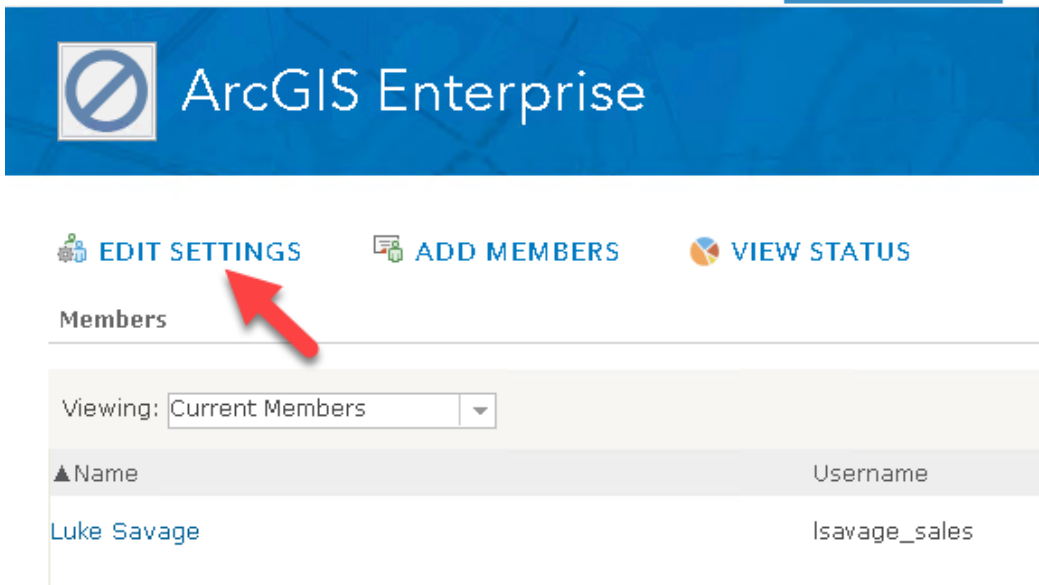 ArcGIS Enterprise
EDIT SETTINGS ADD MEMBERS VIEW STATUS
Members
Viewing: Current Members
▲Name Username
Luke Savage lsavage_sales